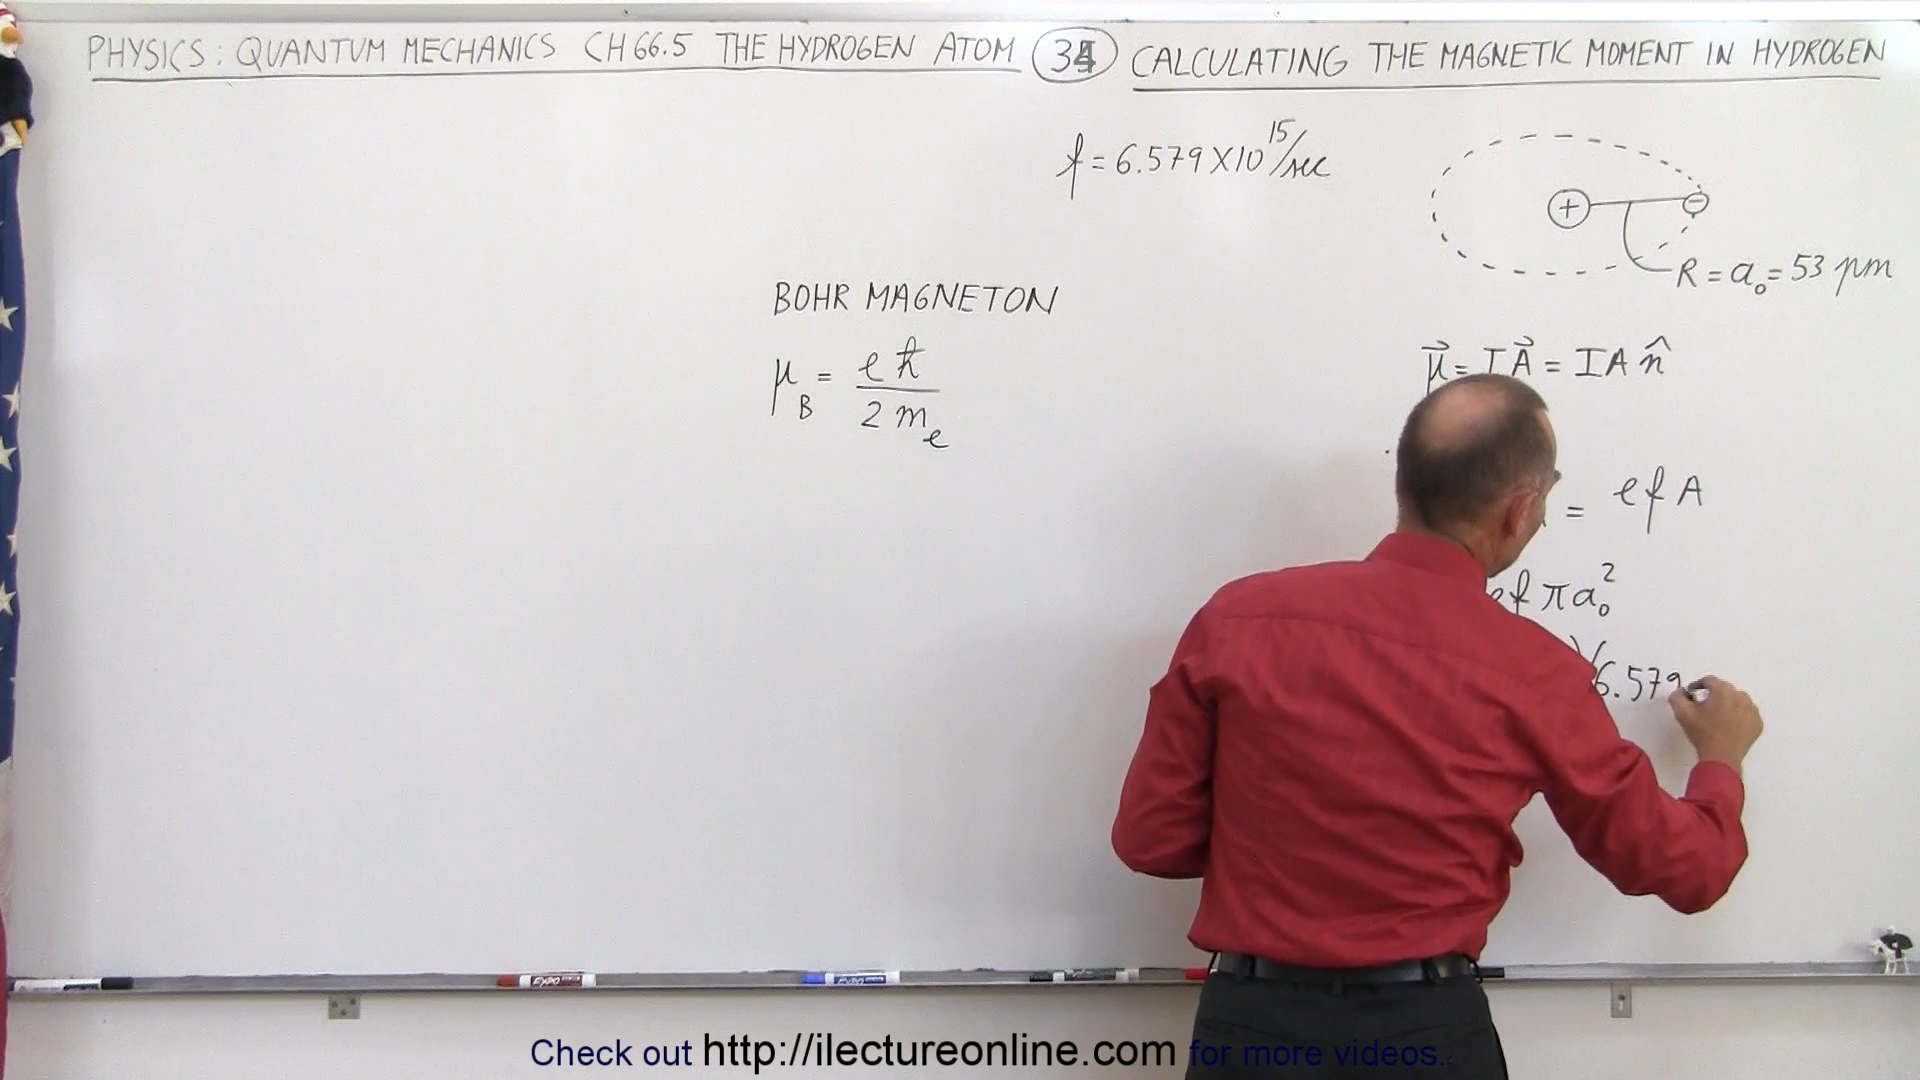 PHYSICS: QUANTUM MECHANICS CH 66.5 THE HYDROGEN ATOM 34 CALCULATING THE MAGNETIC MOMENT IN HYDROGEN
f = 6.579 X 10^15/sec
+ −
R = a₀ = 53 pm
BOHR MAGNETON
μ_B = eħ / 2 m_e
μ⃗ = I A⃗ = I A n̂
= e f A
e f π a₀²
)(6.579
Check out http://ilectureonline.com for more videos.